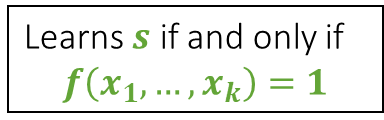 Learns s if and only if
f(x₁, ..., xₖ) = 1